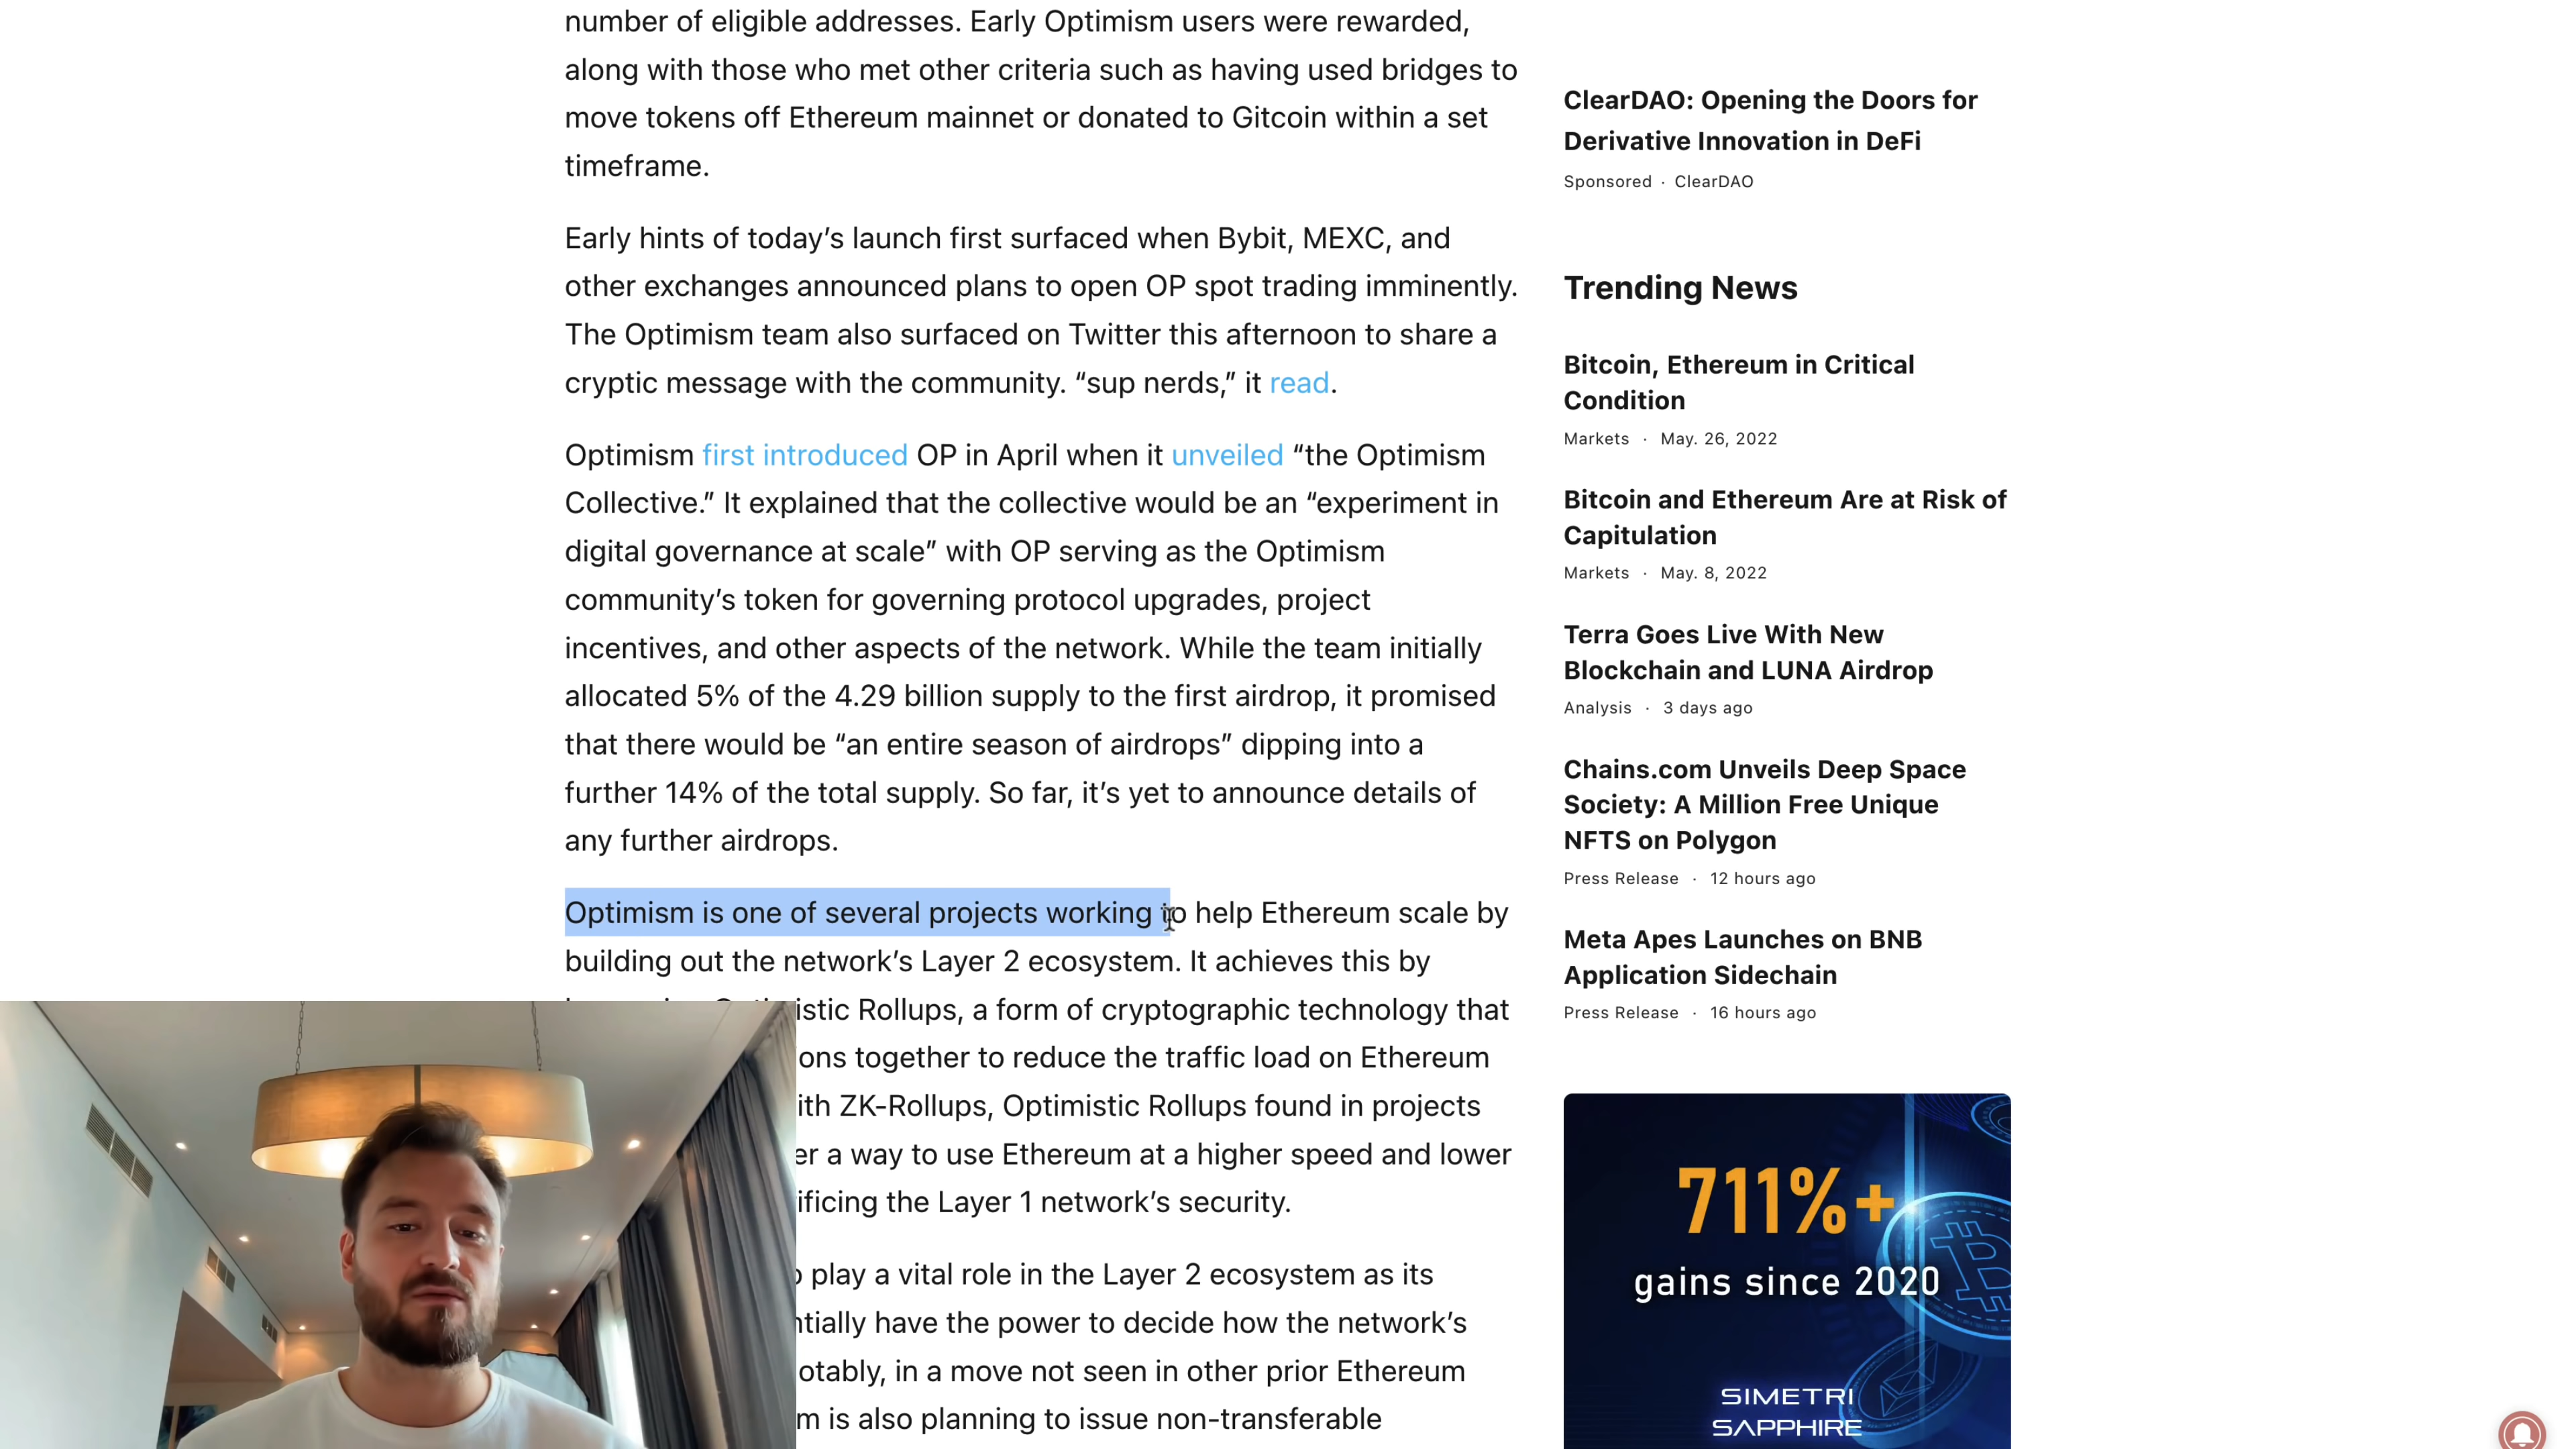 number of eligible addresses. Early Optimism users were rewarded,
along with those who met other criteria such as having used bridges to
move tokens off Ethereum mainnet or donated to Gitcoin within a set
timeframe.
Early hints of today’s launch first surfaced when Bybit, MEXC, and
other exchanges announced plans to open OP spot trading imminently.
The Optimism team also surfaced on Twitter this afternoon to share a
cryptic message with the community. “sup nerds,” it read.
Optimism first introduced OP in April when it unveiled “the Optimism
Collective.” It explained that the collective would be an “experiment in
digital governance at scale” with OP serving as the Optimism
community’s token for governing protocol upgrades, project
incentives, and other aspects of the network. While the team initially
allocated 5% of the 4.29 billion supply to the first airdrop, it promised
that there would be “an entire season of airdrops” dipping into a
further 14% of the total supply. So far, it’s yet to announce details of
any further airdrops.
Optimism is one of several projects working to help Ethereum scale by
building out the network’s Layer 2 ecosystem. It achieves this by
Rollups, a form of cryptographic technology that
together to reduce the traffic load on Ethereum
ZK-Rollups, Optimistic Rollups found in projects
a way to use Ethereum at a higher speed and lower
the Layer 1 network’s security.
play a vital role in the Layer 2 ecosystem as its
have the power to decide how the network’s
in a move not seen in other prior Ethereum
is also planning to issue non-transferable
ClearDAO: Opening the Doors for
Derivative Innovation in DeFi
Sponsored · ClearDAO
Trending News
Bitcoin, Ethereum in Critical
Condition
Markets · May. 26, 2022
Bitcoin and Ethereum Are at Risk of
Capitulation
Markets · May. 8, 2022
Terra Goes Live With New
Blockchain and LUNA Airdrop
Analysis · 3 days ago
Chains.com Unveils Deep Space
Society: A Million Free Unique
NFTS on Polygon
Press Release · 12 hours ago
Meta Apes Launches on BNB
Application Sidechain
Press Release · 16 hours ago
711%+
gains since 2020
SIMETRI
SAPPHIRE